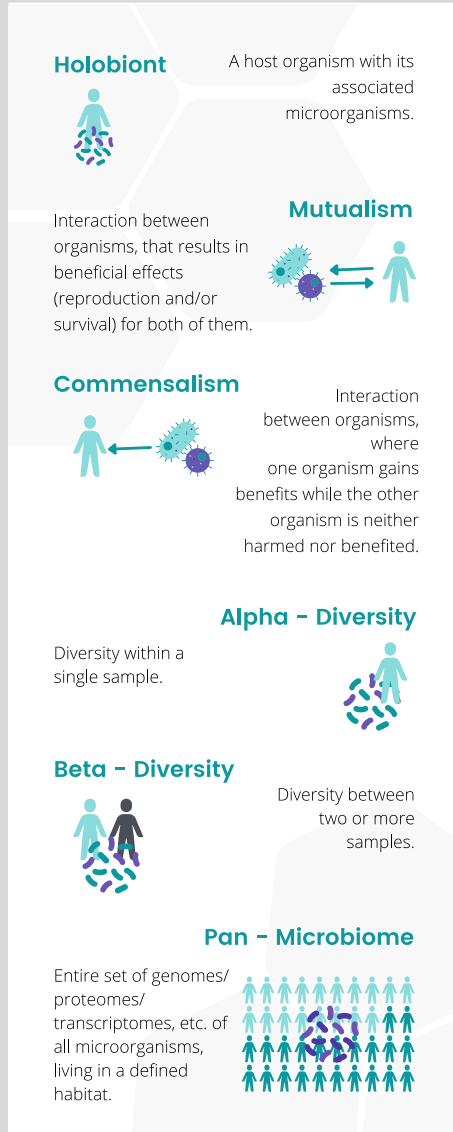 Holobiont
A host organism with its
associated
microorganisms.
Mutualism
Interaction between
organisms, that results in
beneficial effects
(reproduction and/or
survival) for both of them.
Commensalism
Interaction
between organisms,
where
one organism gains
benefits while the other
organism is neither
harmed nor benefited.
Alpha - Diversity
Diversity within a
single sample.
Beta - Diversity
Diversity between
two or more
samples.
Pan - Microbiome
Entire set of genomes/
proteomes/
transcriptomes, etc. of
all microorganisms,
living in a defined
habitat.